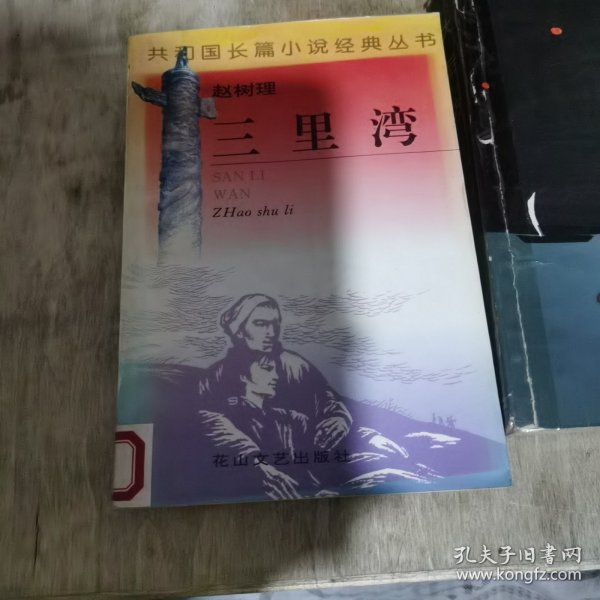 共和国长篇小说经典丛书
赵树理
三里湾
SAN LI
WAN
ZHao shu li
花山文艺出版社
孔夫子旧书网
www.kongfz.com